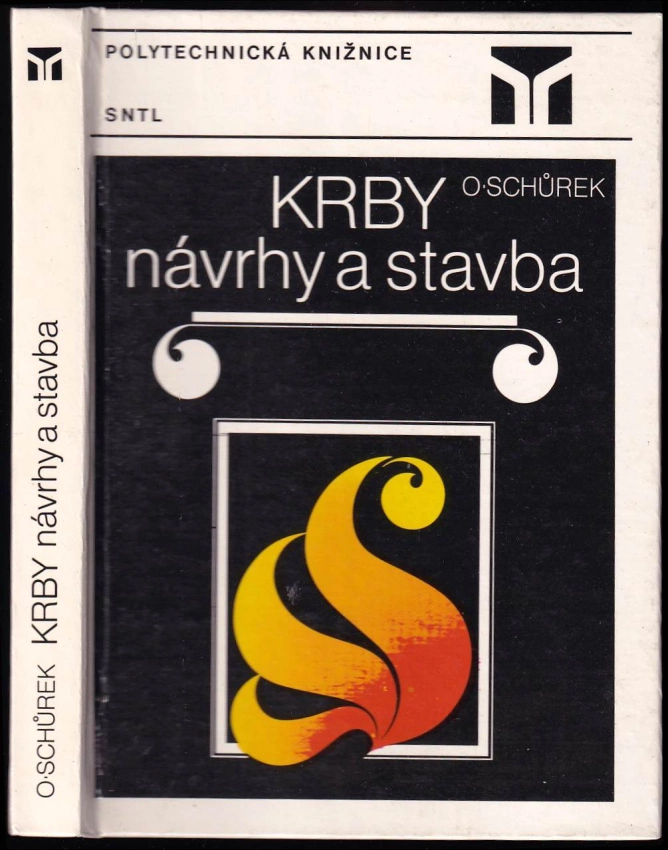 POLYTECHNICKÁ KNIŽNICE
SNTL
O·SCHŮREK
KRBY
návrhy a stavba
O·SCHŮREK KRBY návrhy a stavba